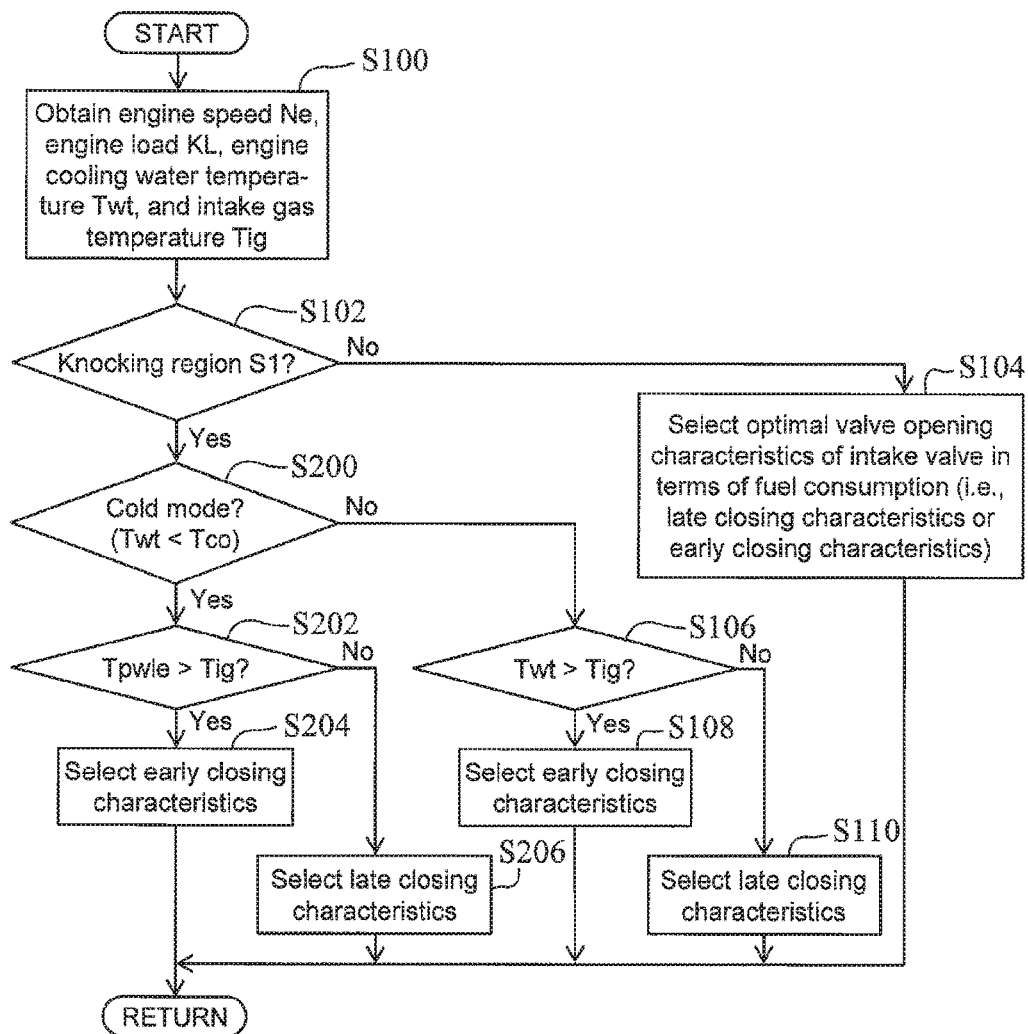 START
S100
Obtain engine speed Ne,
engine load KL, engine
cooling water tempera-
ture Twt, and intake gas
temperature Tig
S102
Knocking region S1?
No
Yes
S104
Select optimal valve opening
characteristics of intake valve in
terms of fuel consumption (i.e.,
late closing characteristics or
early closing characteristics)
S200
Cold mode?
(Twt < Tco)
No
Yes
S202
Tpwle > Tig?
No
Yes
S106
Twt > Tig?
No
Yes
S204
Select early closing
characteristics
S108
Select early closing
characteristics
S206
Select late closing
characteristics
S110
Select late closing
characteristics
RETURN